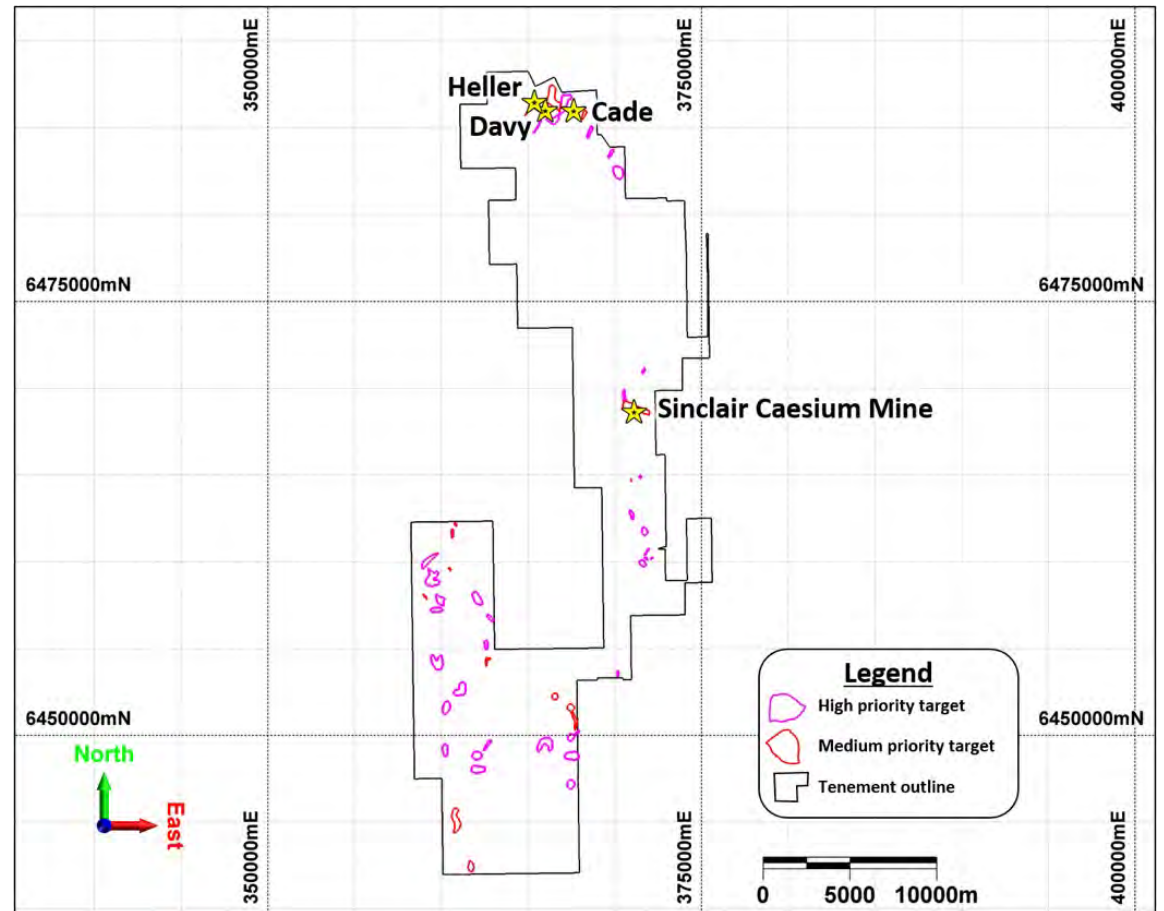 350000mE
375000mE
400000mE
Heller
Davy
Cade
6475000mN
6475000mN
Sinclair Caesium Mine
6450000mN
6450000mN
North
East
Legend
High priority target
Medium priority target
Tenement outline
350000mE
375000mE
400000mE
0 5000 10000m